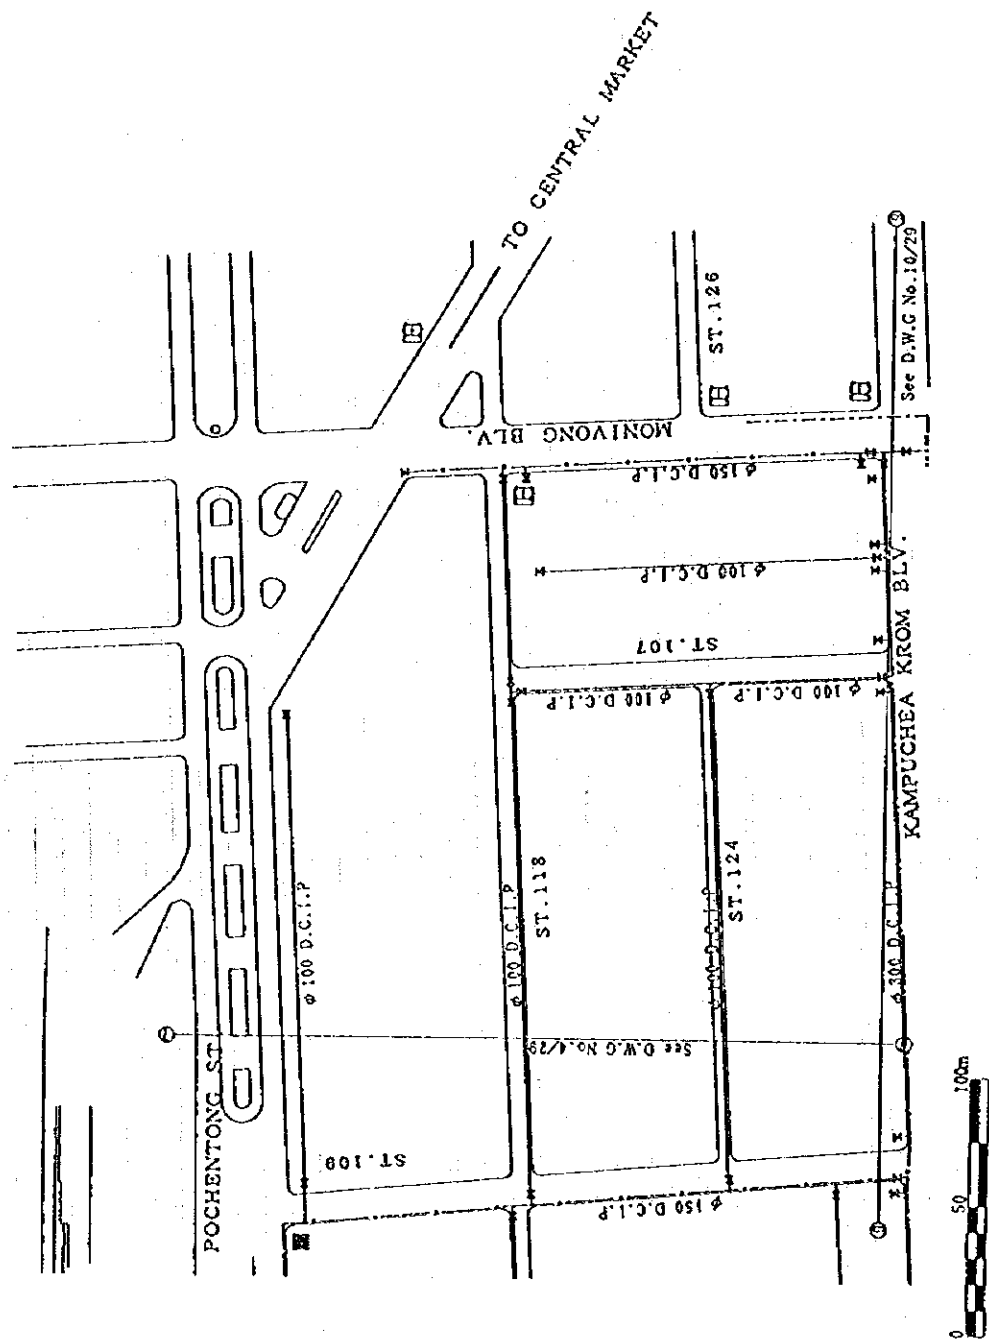 TO CENTRAL MARKET
ST.126
See D.W.G No.10/29
MONIVONG BLV.
φ 150 D.C.I.P
φ 100 D.C.I.P
ST.107
φ 100 D.C.I.P
φ 100 D.C.I.P
KAMPUCHEA KROM BLV.
φ 100 D.C.I.P
φ 100 D.C.I.P
ST.118
φ 100 D.C.I.P
ST.124
φ 300 D.C.I.P
See D.W.G No.4/29
POCHENTONG ST
ST.109
φ 150 D.C.I.P
0 50 100m